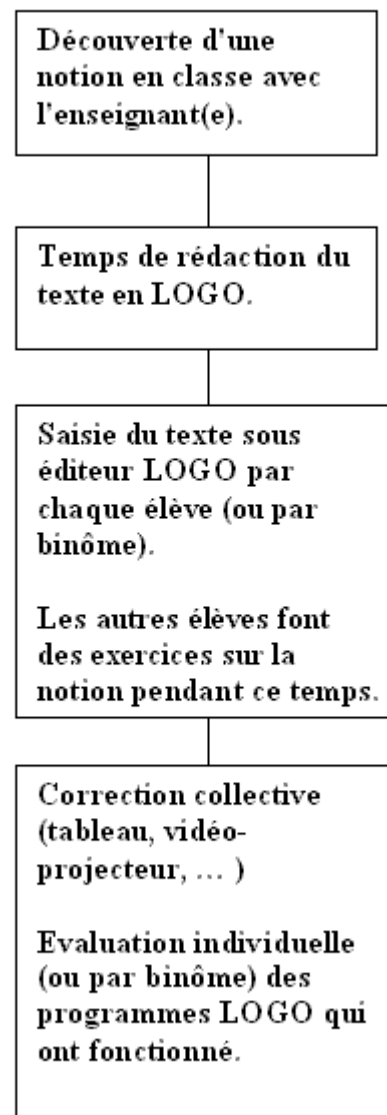 Découverte d'une
notion en classe avec
l'enseignant(e).
Temps de rédaction du
texte en LOGO.
Saisie du texte sous
éditeur LOGO par
chaque élève (ou par
binôme).
Les autres élèves font
des exercices sur la
notion pendant ce temps.
Correction collective
(tableau, vidéo-
projecteur, ... )
Evaluation individuelle
(ou par binôme) des
programmes LOGO qui
ont fonctionné.